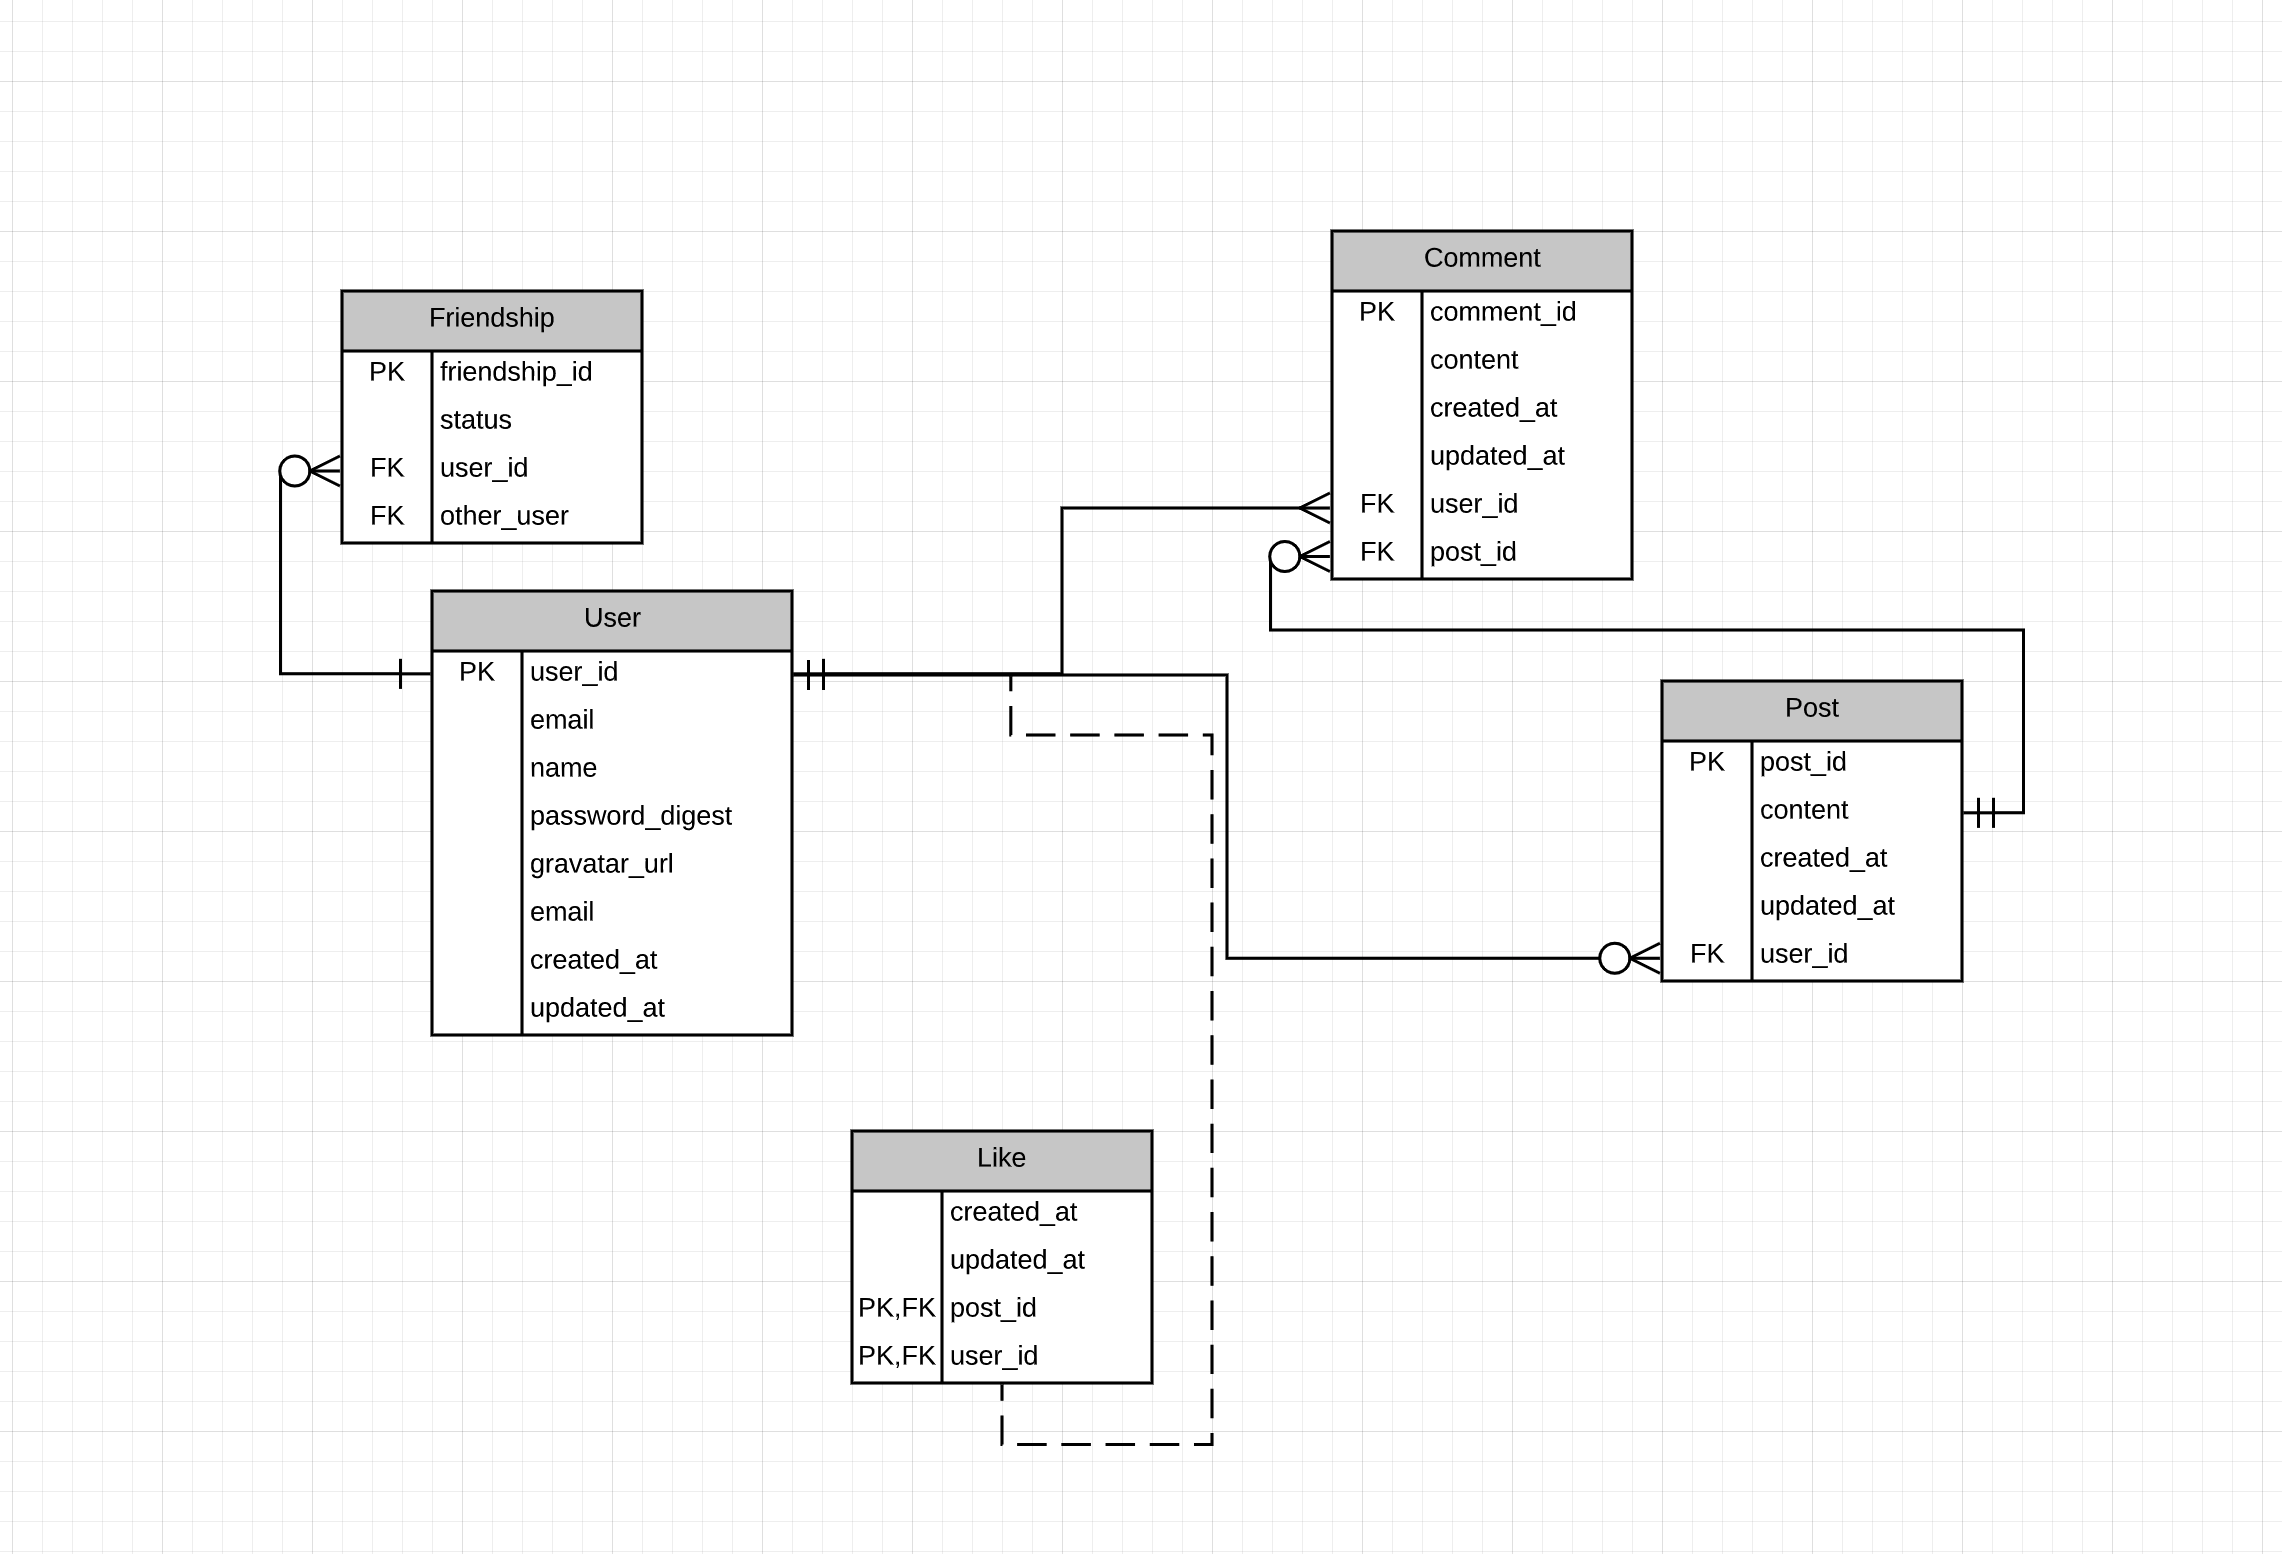 Friendship
PK friendship_id
status
FK user_id
FK other_user
User
PK user_id
email
name
password_digest
gravatar_url
email
created_at
updated_at
Comment
PK comment_id
content
created_at
updated_at
FK user_id
FK post_id
Post
PK post_id
content
created_at
updated_at
FK user_id
Like
created_at
updated_at
PK,FK post_id
PK,FK user_id